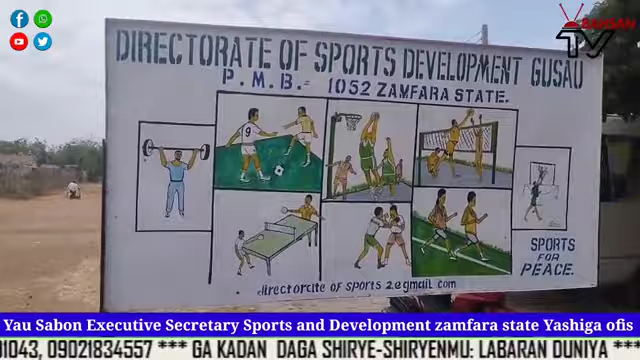 BANSAN
TV
DIRECTORATE OF SPORTS DEVELOPMENT GUSAU
P.M.B. = 1052 ZAMFARA STATE.
9
SPORTS
FOR
PEACE.
directorate of sports 2.egmail com
Yau Sabon Executive Secretary Sports and Development zamfara state Yashiga ofis
01043, 09021834557 *** GA KADAN DAGA SHIRYE-SHIRYENMU: LABARAN DUNIYA ***